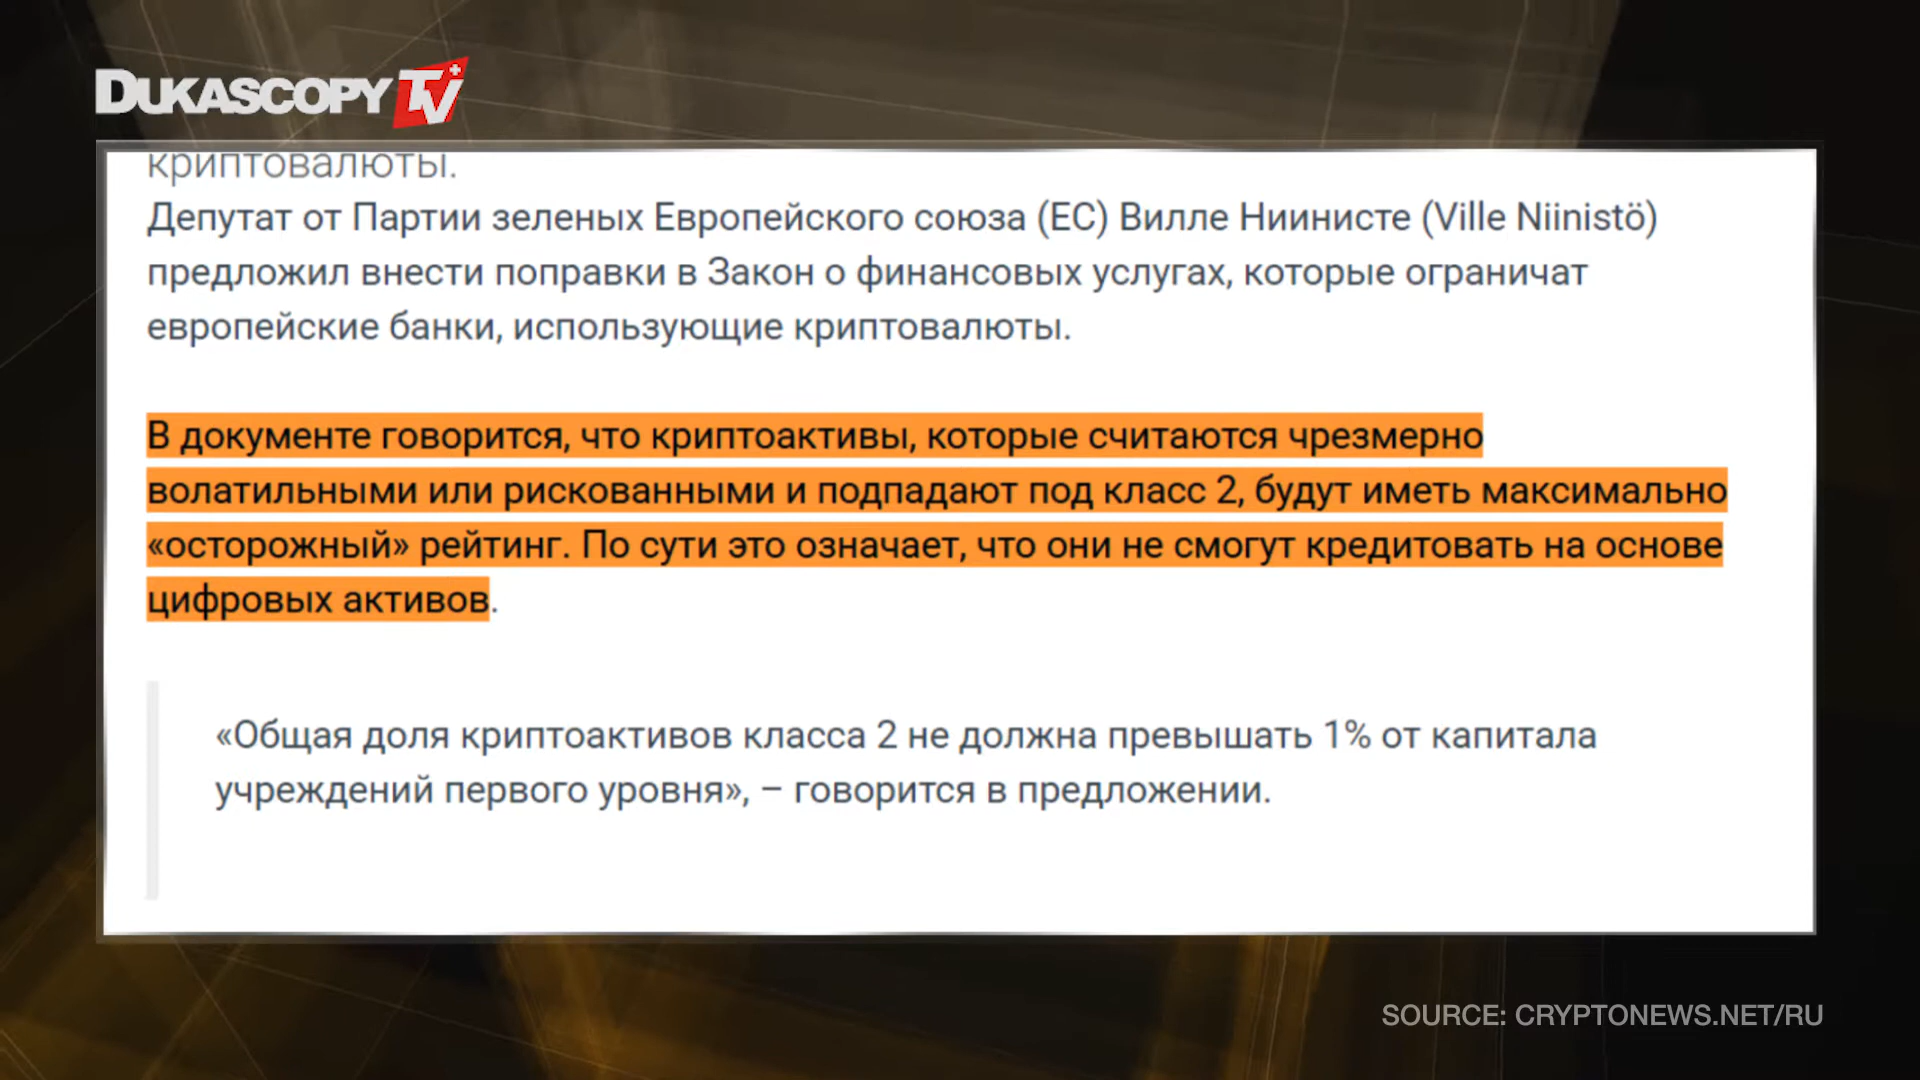 DUKASCOPY TV
криптовалюты.
Депутат от Партии зеленых Европейского союза (ЕС) Вилле Ниинисте (Ville Niinistö)
предложил внести поправки в Закон о финансовых услугах, которые ограничат
европейские банки, использующие криптовалюты.
В документе говорится, что криптоактивы, которые считаются чрезмерно
волатильными или рискованными и подпадают под класс 2, будут иметь максимально
«осторожный» рейтинг. По сути это означает, что они не смогут кредитовать на основе
цифровых активов.
«Общая доля криптоактивов класса 2 не должна превышать 1% от капитала
учреждений первого уровня», – говорится в предложении.
SOURCE: CRYPTONEWS.NET/RU